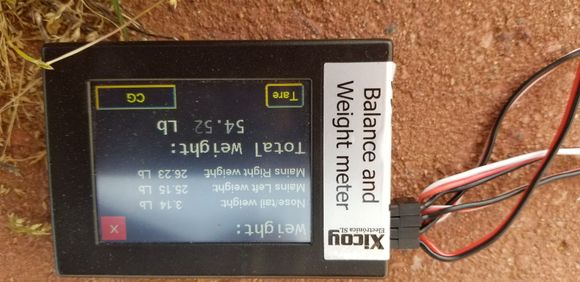 Weight:
X
Nose/tail weight 3.14 Lb
Mains Left weight 25.15 Lb
Mains Right weight 26.23 Lb
Total Weight:
54.52 Lb
Tare
CG
Xicoy
Electrónica SL
Balance and
Weight meter